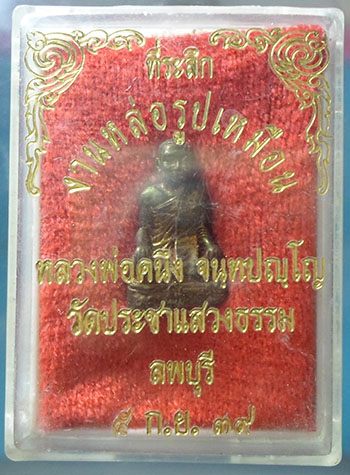 ที่ระลึก
งานหล่อรูปเหมือน
หลวงพ่อคนึง จนฺทปญฺโญ
วัดประชาแสวงธรรม
ลพบุรี
๕ ก.ย. ๓๙